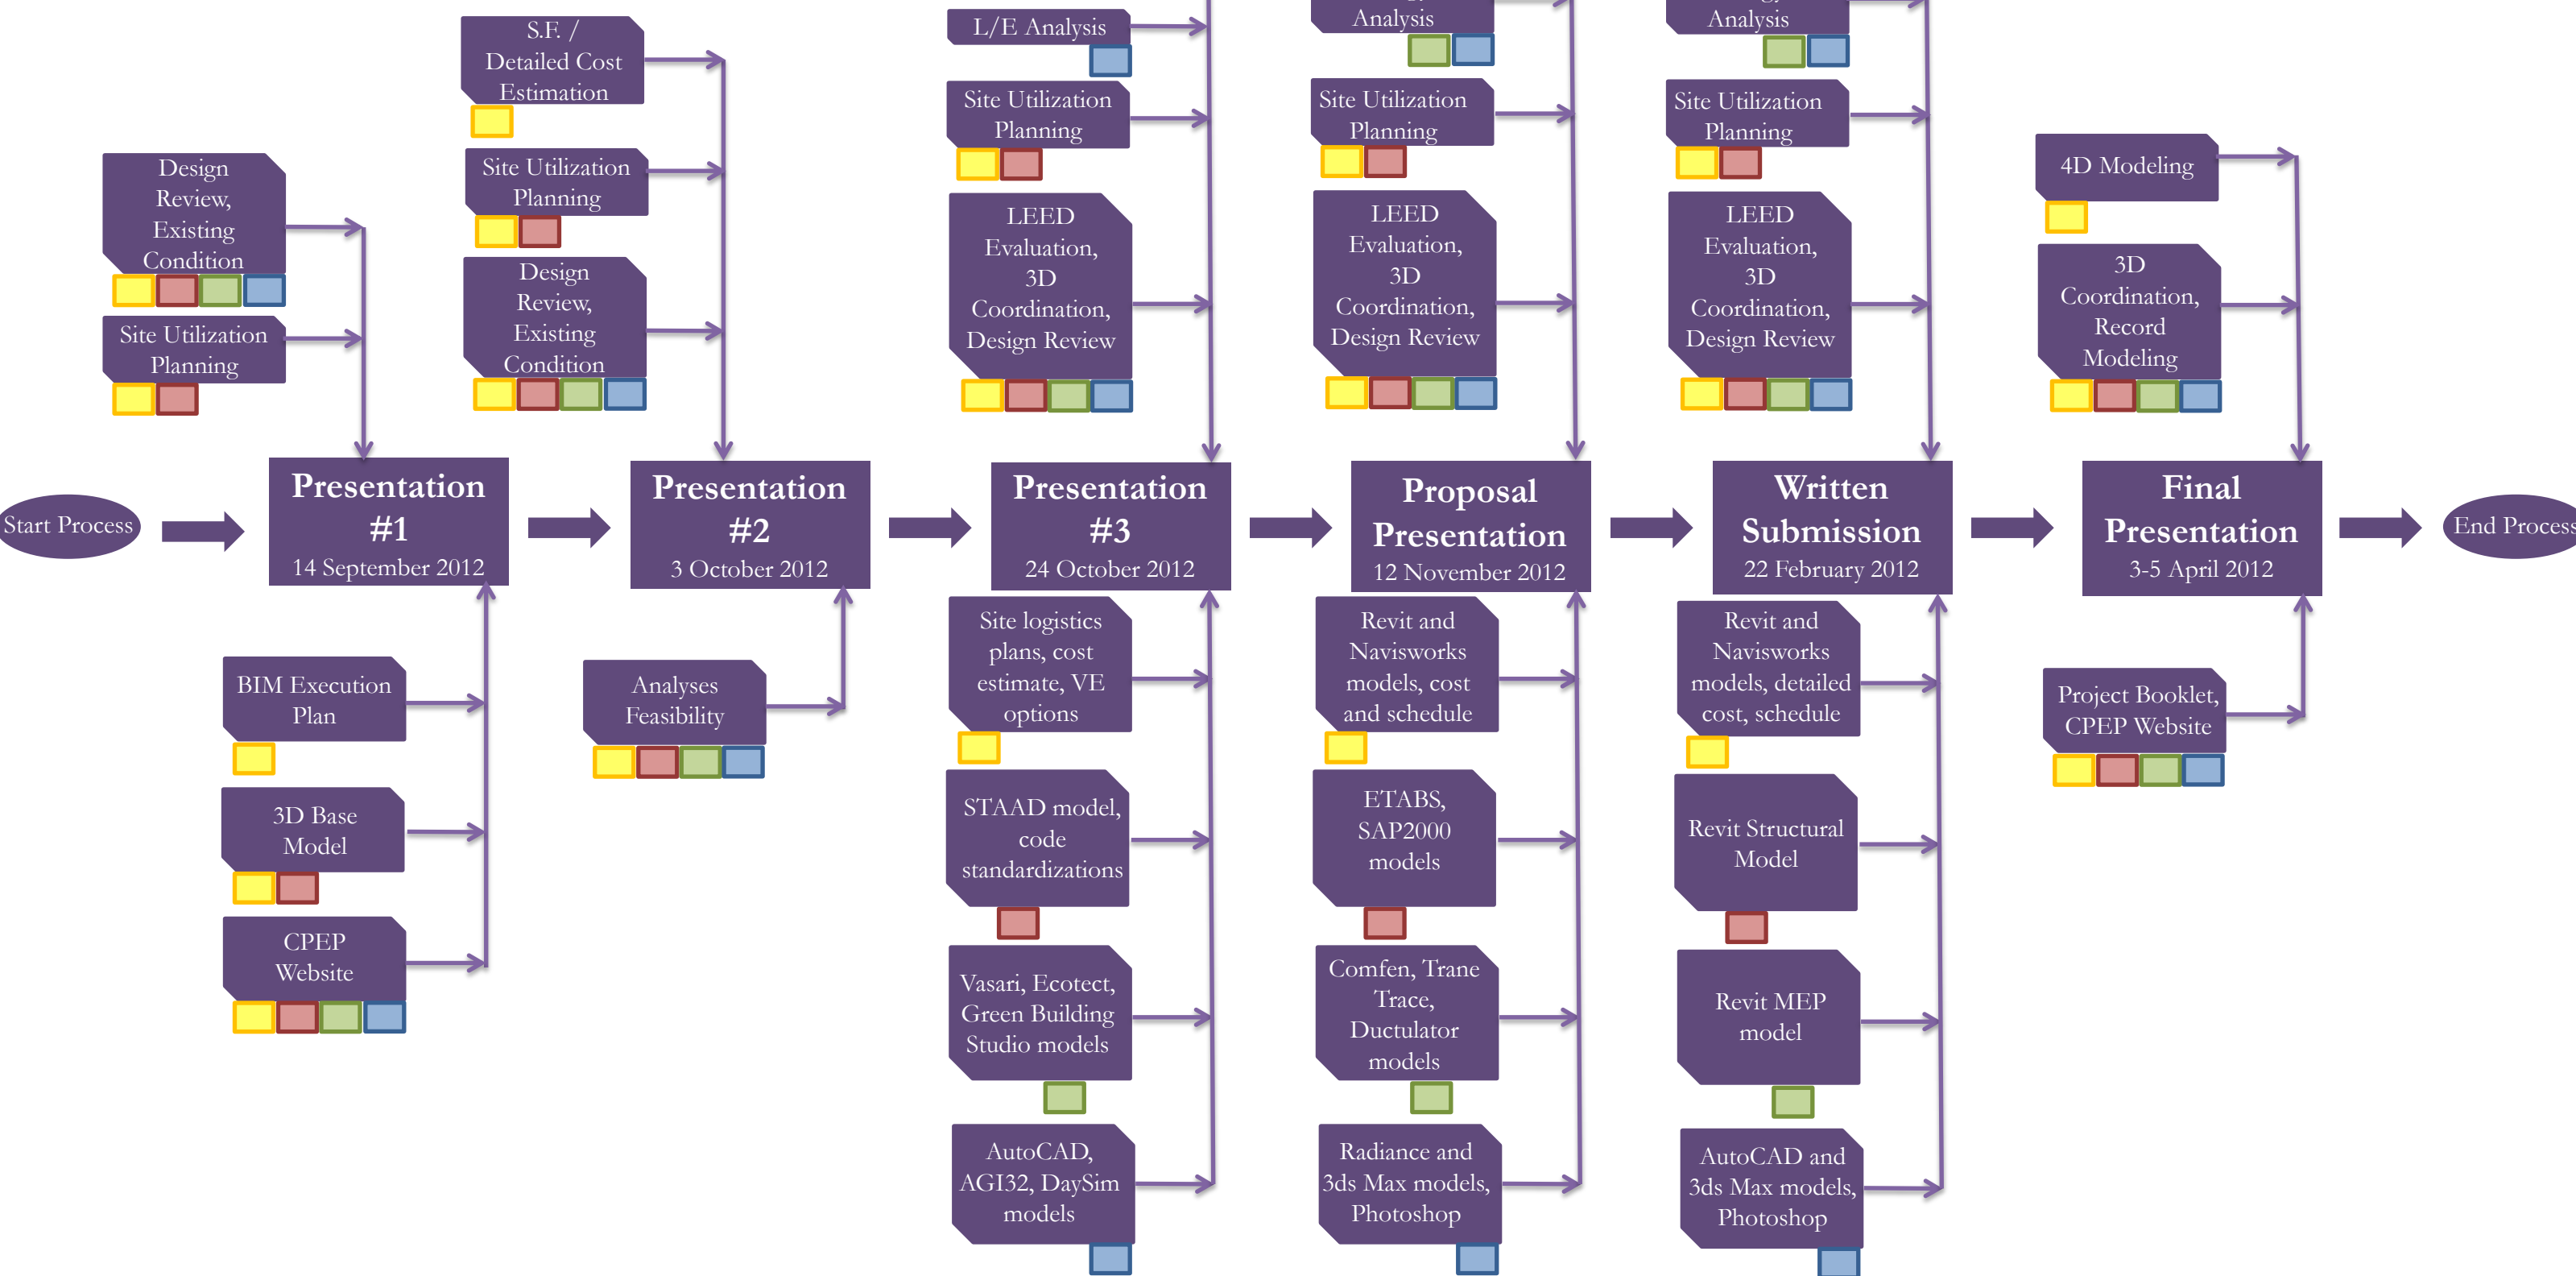 S.F. /
Detailed Cost
Estimation
L/E Analysis
Analysis
Analysis
Design
Review,
Existing
Condition
Site Utilization
Planning
Site Utilization
Planning
Design
Review,
Existing
Condition
Site Utilization
Planning
LEED
Evaluation,
3D
Coordination,
Design Review
Site Utilization
Planning
LEED
Evaluation,
3D
Coordination,
Design Review
Site Utilization
Planning
LEED
Evaluation,
3D
Coordination,
Design Review
4D Modeling
3D
Coordination,
Record
Modeling
Start Process
Presentation
#1
14 September 2012
Presentation
#2
3 October 2012
Presentation
#3
24 October 2012
Proposal
Presentation
12 November 2012
Written
Submission
22 February 2012
Final
Presentation
3-5 April 2012
End Process
BIM Execution
Plan
3D Base
Model
CPEP
Website
Analyses
Feasibility
Site logistics
plans, cost
estimate, VE
options
STAAD model,
code
standardizations
Vasari, Ecotect,
Green Building
Studio models
AutoCAD,
AGI32, DaySim
models
Revit and
Navisworks
models, cost
and schedule
ETABS,
SAP2000
models
Comfen, Trane
Trace,
Ductulator
models
Radiance and
3ds Max models,
Photoshop
Revit and
Navisworks
models, detailed
cost, schedule
Revit Structural
Model
Revit MEP
model
AutoCAD and
3ds Max models,
Photoshop
Project Booklet,
CPEP Website